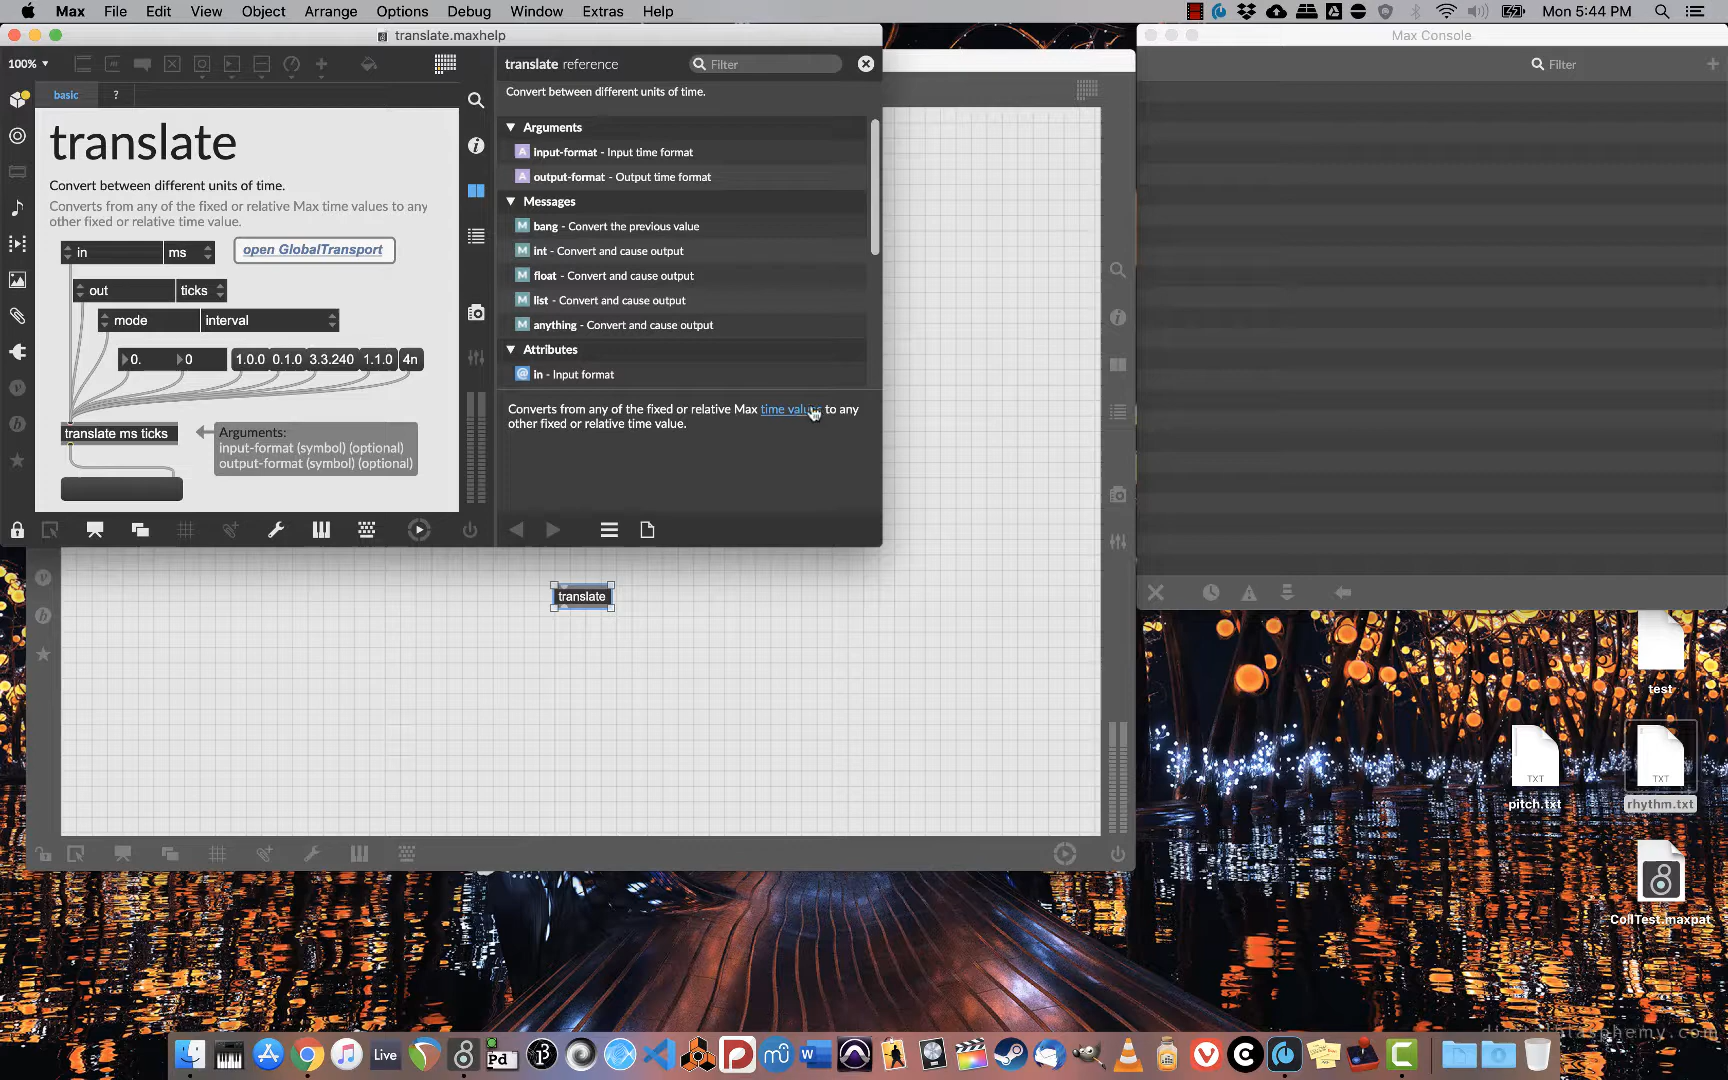 Max File Edit View Object Arrange Options Debug Window Extras Help
Mon 5:44 PM
translate.maxhelp
Max Console
100%
translate reference
Filter
Filter
basic
?
Convert between different units of time.
translate
Convert between different units of time.
Converts from any of the fixed or relative Max time values to any
other fixed or relative time value.
in
ms
open GlobalTransport
out
ticks
mode
interval
0.
0
1.0.0
0.1.0
3.3.240
1.1.0
4n
translate ms ticks
Arguments:
input-format (symbol) (optional)
output-format (symbol) (optional)
Arguments
A input-format - Input time format
A output-format - Output time format
Messages
M bang - Convert the previous value
M int - Convert and cause output
M float - Convert and cause output
M list - Convert and cause output
M anything - Convert and cause output
Attributes
@ in - Input format
Converts from any of the fixed or relative Max time values to any
other fixed or relative time value.
translate
test
TXT
pitch.txt
TXT
rhythm.txt
CollTest.maxpat
Live
Pd